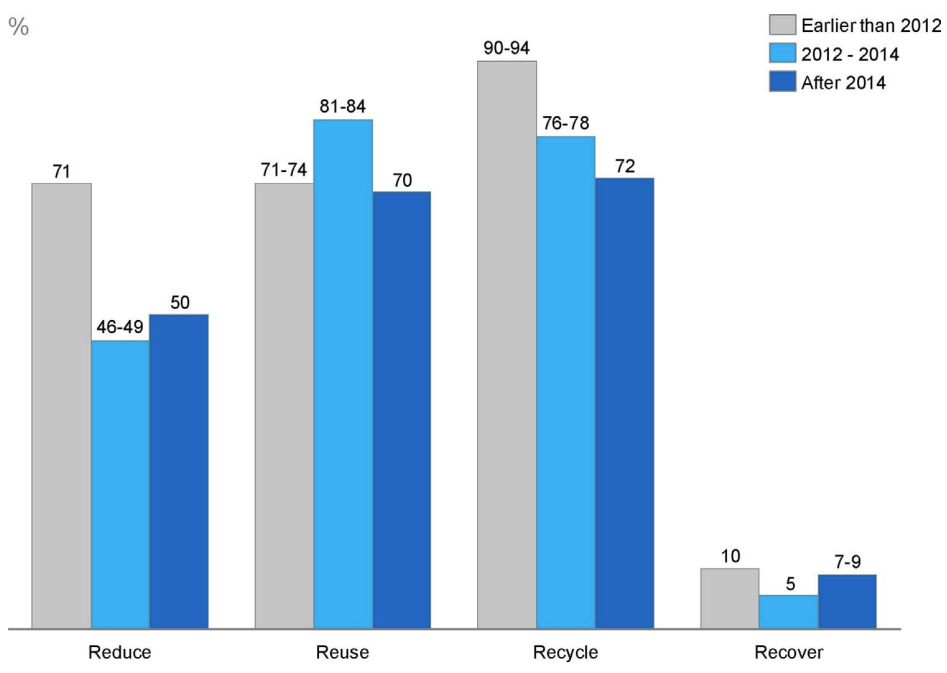 %
Earlier than 2012
2012 - 2014
After 2014
71
46-49
50
71-74
81-84
70
90-94
76-78
72
10
5
7-9
Reduce
Reuse
Recycle
Recover